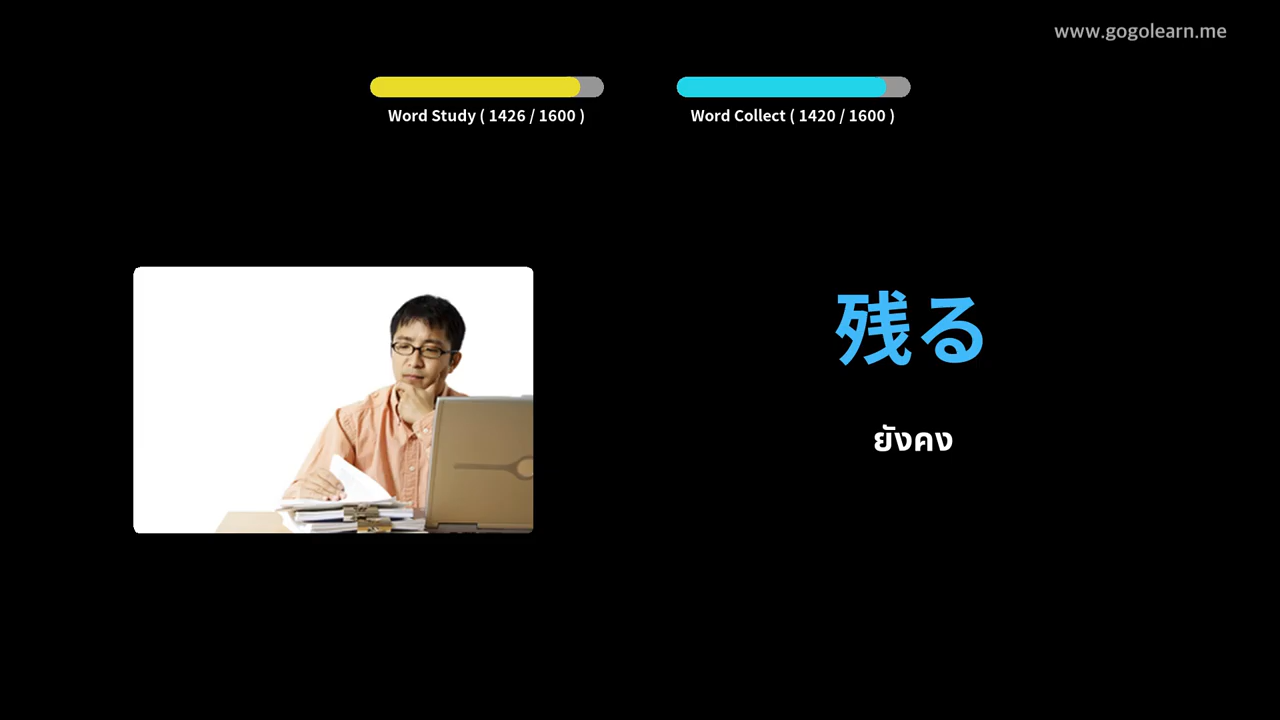 www.gogolearn.me
Word Study ( 1426 / 1600 )
Word Collect ( 1420 / 1600 )
残る
ยังคง